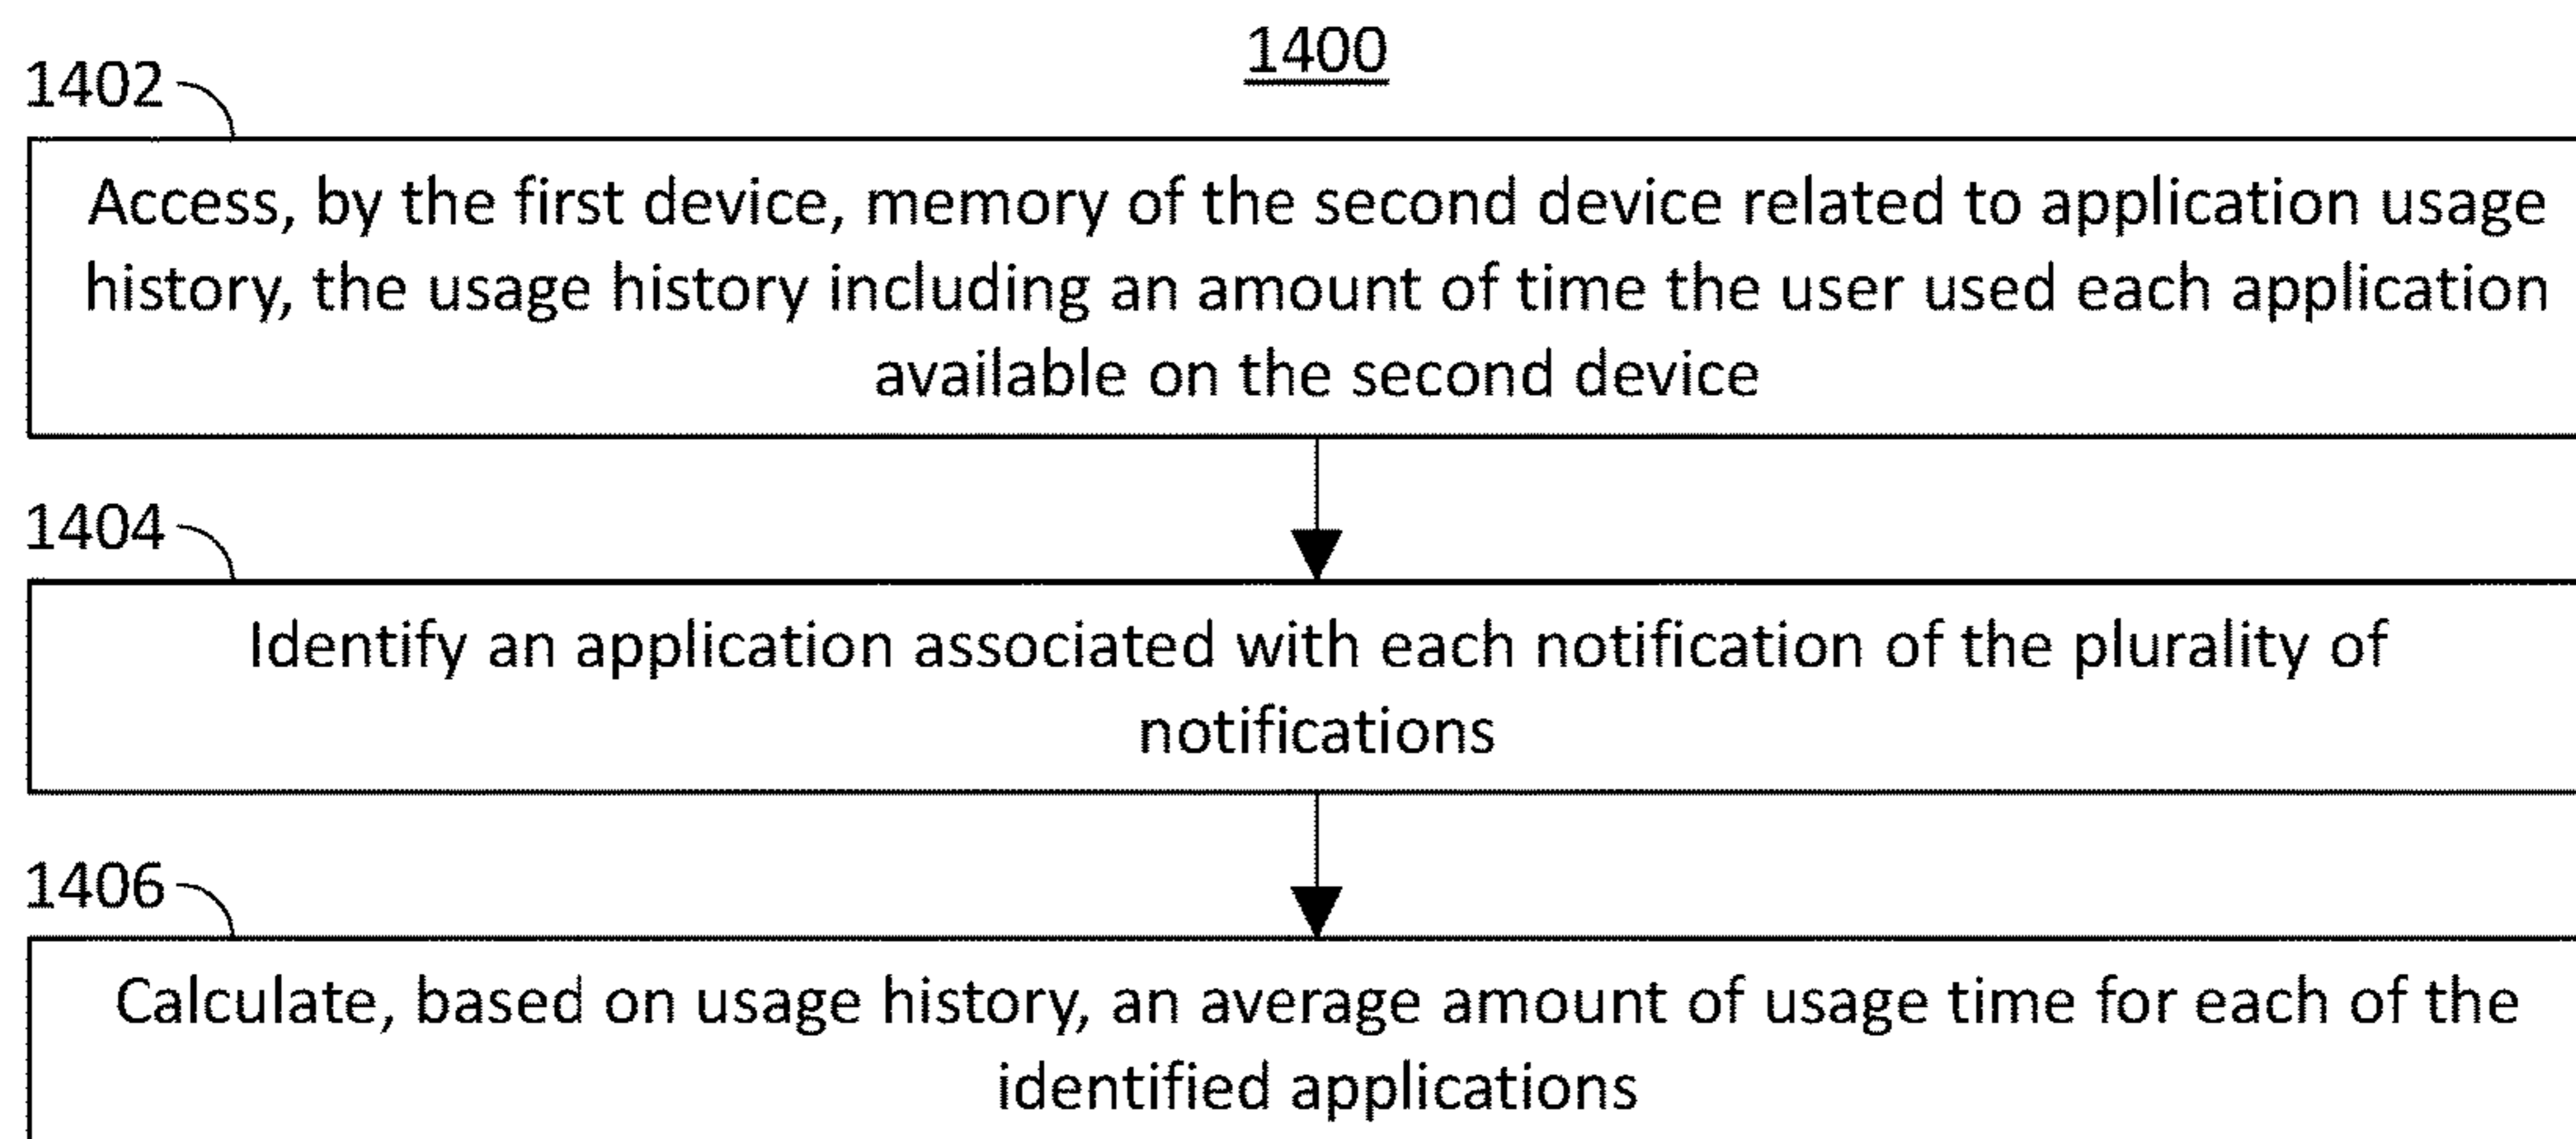 1400
1402
Access, by the first device, memory of the second device related to application usage
history, the usage history including an amount of time the user used each application
available on the second device
1404
Identify an application associated with each notification of the plurality of
notifications
1406
Calculate, based on usage history, an average amount of usage time for each of the
identified applications